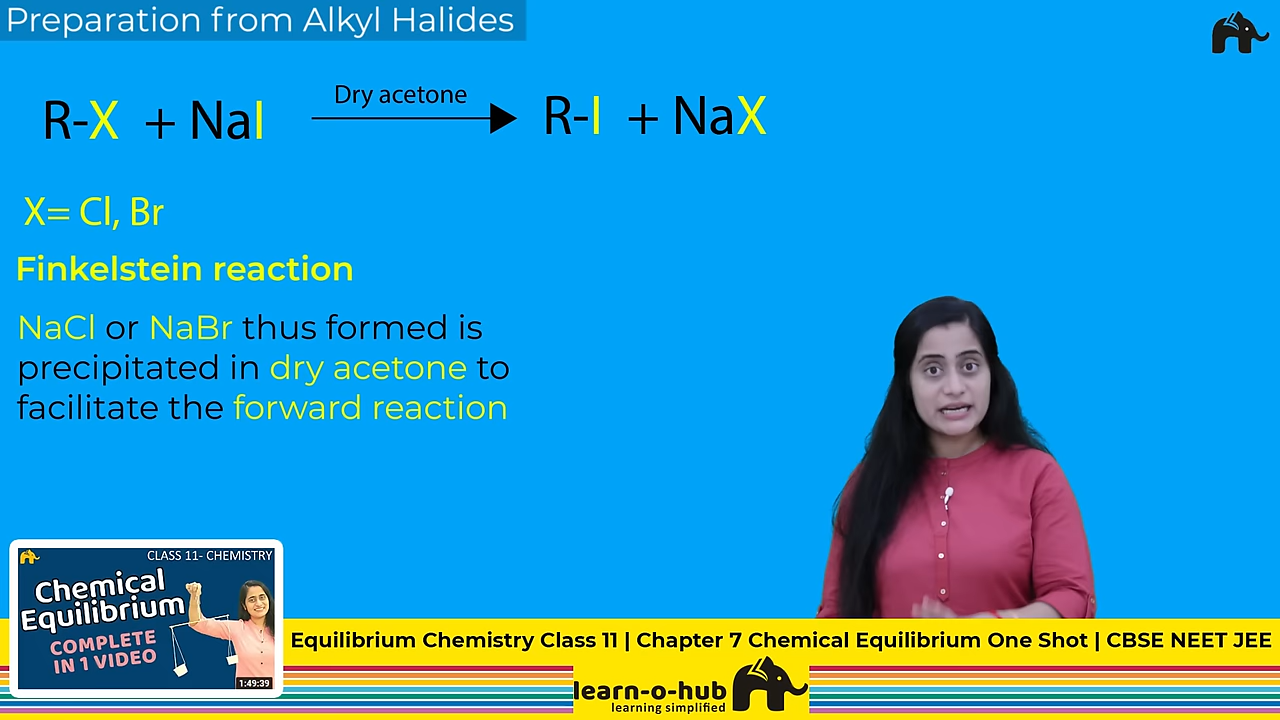 Preparation from Alkyl Halides
R-X + NaI Dry acetone R-I + NaX
X= Cl, Br
Finkelstein reaction
NaCl or NaBr thus formed is
precipitated in dry acetone to
facilitate the forward reaction
CLASS 11- CHEMISTRY
Chemical
Equilibrium
COMPLETE
IN 1 VIDEO
1:49:39
Equilibrium Chemistry Class 11 | Chapter 7 Chemical Equilibrium One Shot | CBSE NEET JEE
learn-o-hub
learning simplified